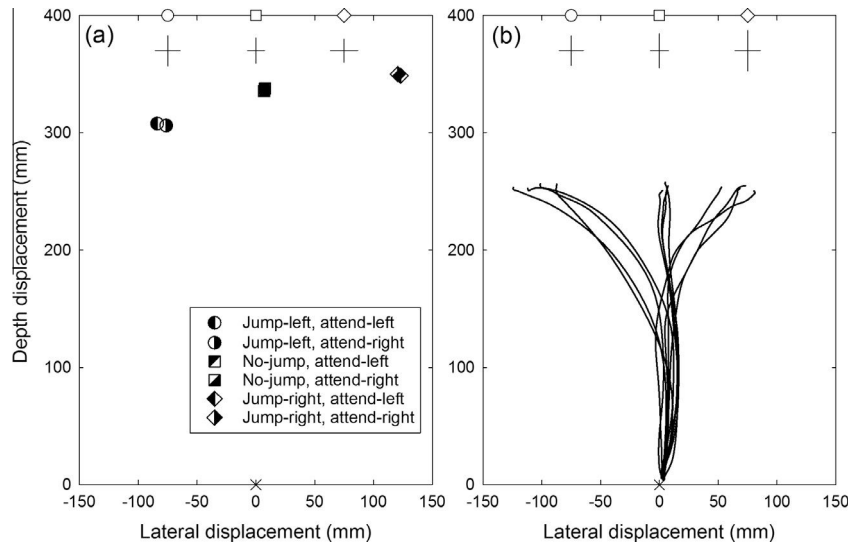 (a)
(b)
400
300
200
100
0
Depth displacement (mm)
Jump-left, attend-left
Jump-left, attend-right
No-jump, attend-left
No-jump, attend-right
Jump-right, attend-left
Jump-right, attend-right
-150 -100 -50 0 50 100 150
Lateral displacement (mm)
400
300
200
100
0
-150 -100 -50 0 50 100 150
Lateral displacement (mm)